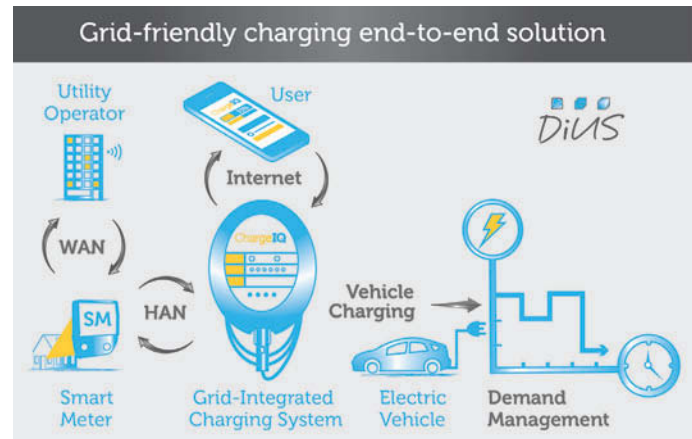 Grid-friendly charging end-to-end solution
Utility
Operator
User
DiUS
ChargeIQ
Internet
ChargeIQ
WAN
HAN
SM
Vehicle
Charging
Smart
Meter
Grid-Integrated
Charging System
Electric
Vehicle
Demand
Management